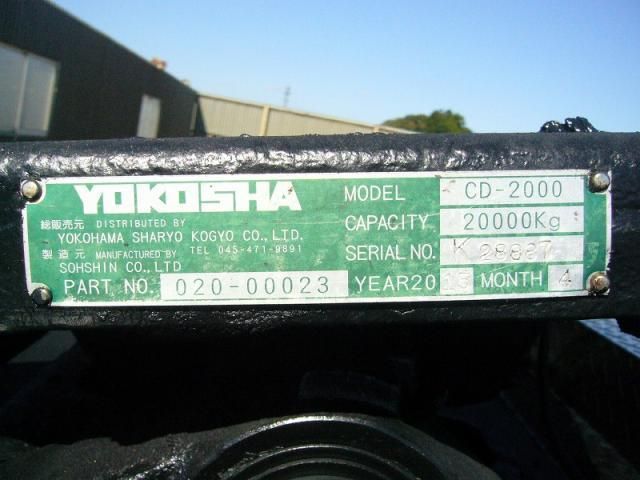 YOKOSHA
総販売元 DISTRIBUTED BY
YOKOHAMA SHARYO KOGYO CO., LTD.
製造元 MANUFACTURED BY TEL 045-471-9891
SOHSHIN CO., LTD
PART NO. 020-00023
MODEL CD-2000
CAPACITY 20000Kg
SERIAL NO. K 28887
YEAR20 15 MONTH 4